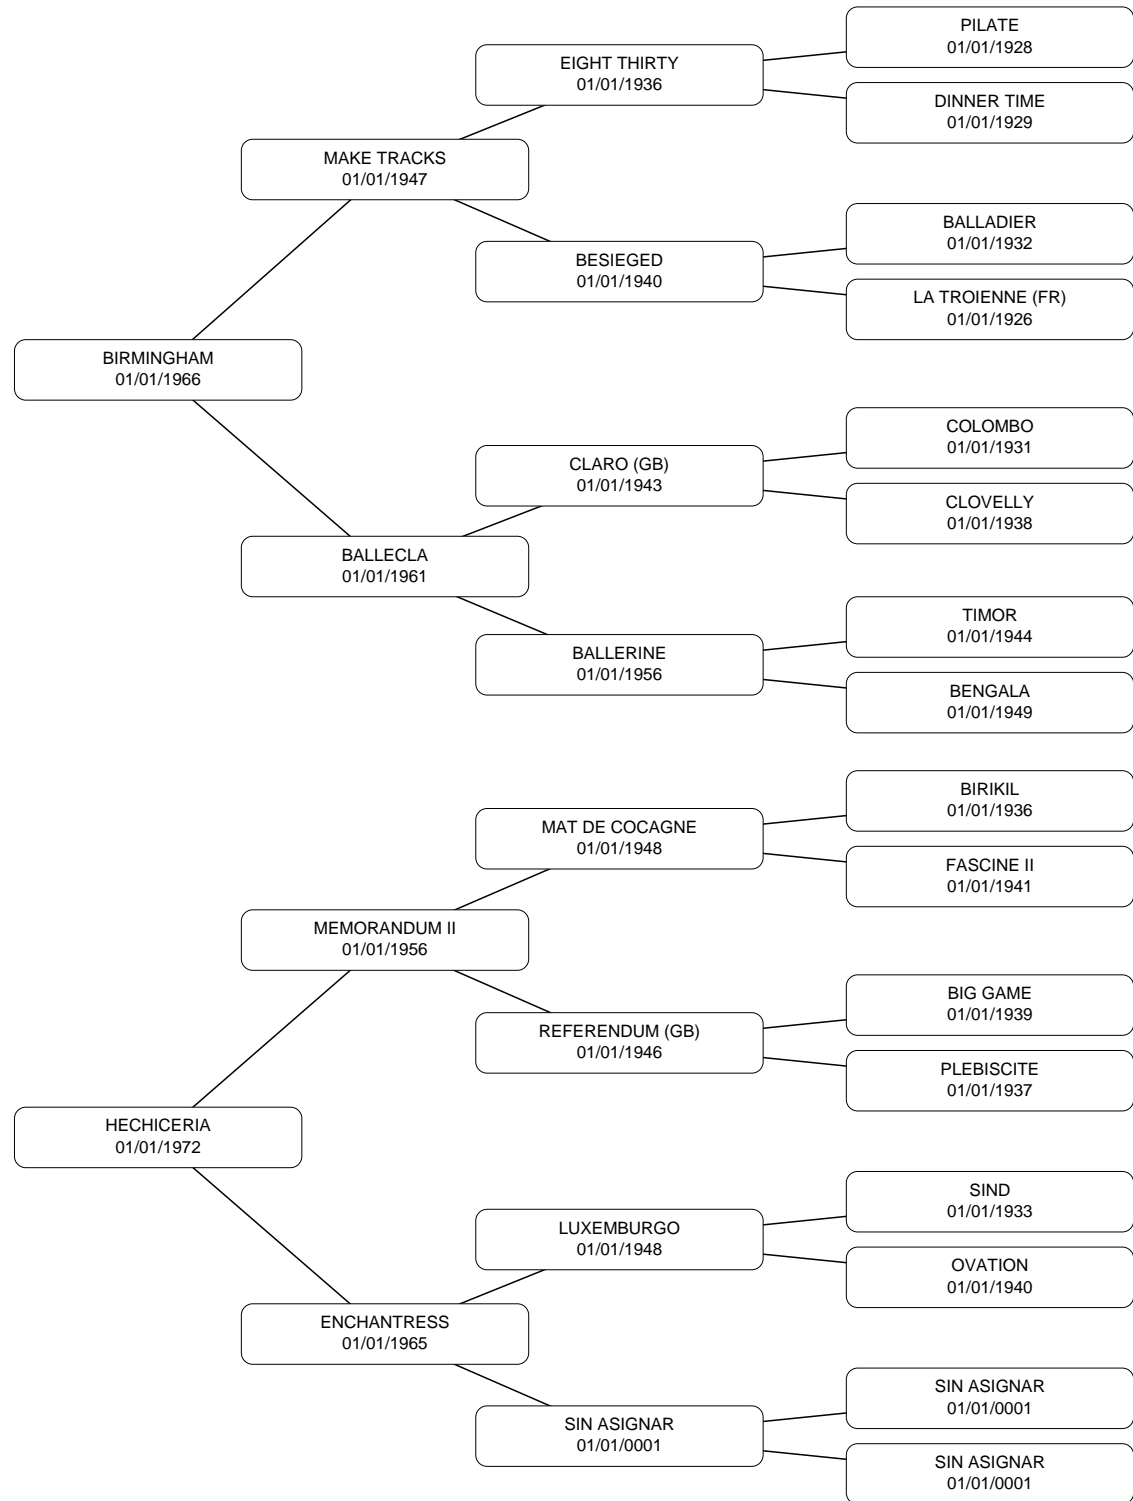 PILATE
01/01/1928
EIGHT THIRTY
01/01/1936
DINNER TIME
01/01/1929
MAKE TRACKS
01/01/1947
BALLADIER
01/01/1932
BESIEGED
01/01/1940
LA TROIENNE (FR)
01/01/1926
BIRMINGHAM
01/01/1966
COLOMBO
01/01/1931
CLARO (GB)
01/01/1943
CLOVELLY
01/01/1938
BALLECLA
01/01/1961
TIMOR
01/01/1944
BALLERINE
01/01/1956
BENGALA
01/01/1949
BIRIKIL
01/01/1936
MAT DE COCAGNE
01/01/1948
FASCINE II
01/01/1941
MEMORANDUM II
01/01/1956
BIG GAME
01/01/1939
REFERENDUM (GB)
01/01/1946
PLEBISCITE
01/01/1937
HECHICERIA
01/01/1972
SIND
01/01/1933
LUXEMBURGO
01/01/1948
OVATION
01/01/1940
ENCHANTRESS
01/01/1965
SIN ASIGNAR
01/01/0001
SIN ASIGNAR
01/01/0001
SIN ASIGNAR
01/01/0001